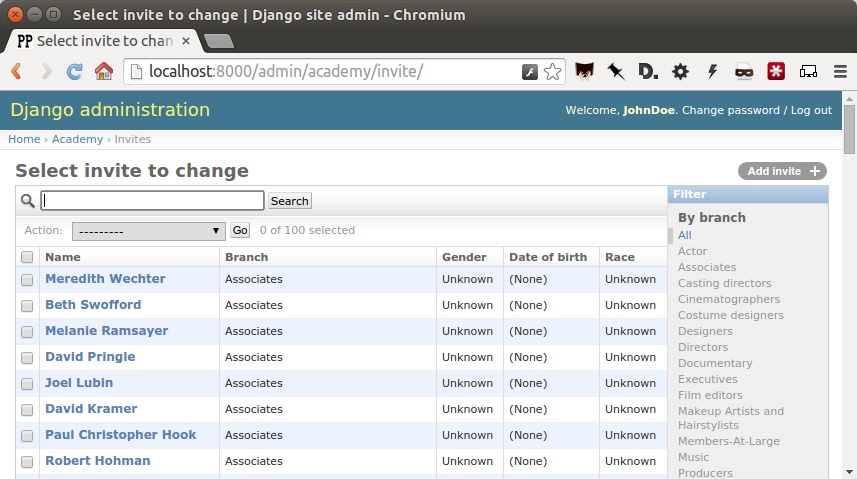 Select invite to change | Django site admin - Chromium
PP Select invite to chan
localhost:8000/admin/academy/invite/
Django administration
Welcome, JohnDoe. Change password / Log out
Home › Academy › Invites
Select invite to change
Add invite +
Search
Action: --------- Go 0 of 100 selected
Name Branch Gender Date of birth Race
Meredith Wechter Associates Unknown (None) Unknown
Beth Swofford Associates Unknown (None) Unknown
Melanie Ramsayer Associates Unknown (None) Unknown
David Pringle Associates Unknown (None) Unknown
Joel Lubin Associates Unknown (None) Unknown
David Kramer Associates Unknown (None) Unknown
Paul Christopher Hook Associates Unknown (None) Unknown
Robert Hohman Associates Unknown (None) Unknown
Filter
By branch
All
Actor
Associates
Casting directors
Cinematographers
Costume designers
Designers
Directors
Documentary
Executives
Film editors
Makeup Artists and
Hairstylists
Members-At-Large
Music
Producers